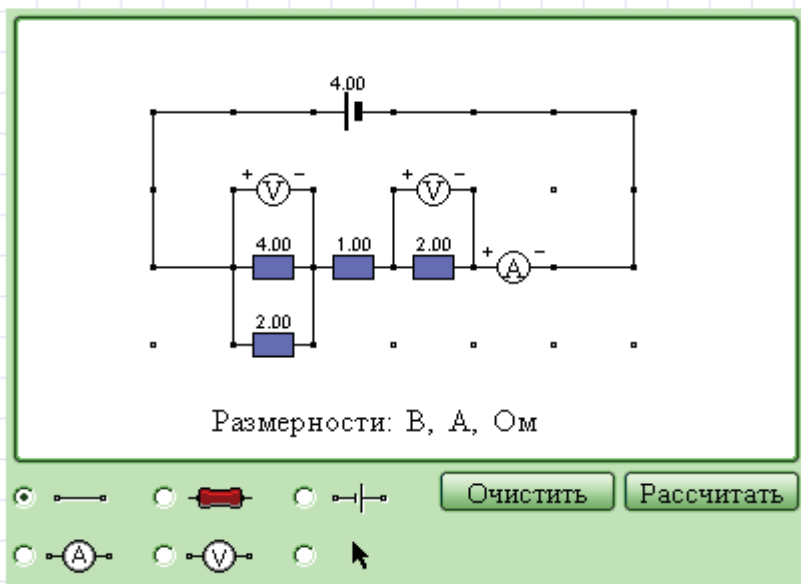 4.00
+ V − + V −
4.00 1.00 2.00
+ A −
2.00
Размерности: В, А, Ом
Очистить Рассчитать
A V